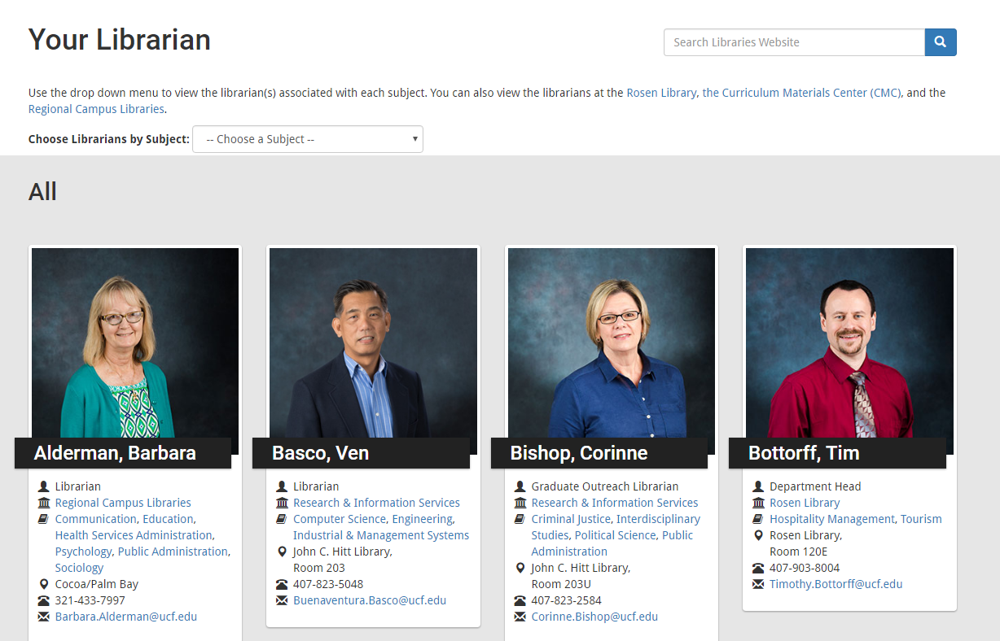 Your Librarian
Search Libraries Website
Use the drop down menu to view the librarian(s) associated with each subject. You can also view the librarians at the Rosen Library, the Curriculum Materials Center (CMC), and the
Regional Campus Libraries.
Choose Librarians by Subject:
-- Choose a Subject --
All
Alderman, Barbara
Librarian
Regional Campus Libraries
Communication, Education,
Health Services Administration,
Psychology, Public Administration,
Sociology
Cocoa/Palm Bay
321-433-7997
Barbara.Alderman@ucf.edu
Basco, Ven
Librarian
Research & Information Services
Computer Science, Engineering,
Industrial & Management Systems
John C. Hitt Library,
Room 203
407-823-5048
Buenaventura.Basco@ucf.edu
Bishop, Corinne
Graduate Outreach Librarian
Research & Information Services
Criminal Justice, Interdisciplinary
Studies, Political Science, Public
Administration
John C. Hitt Library,
Room 203U
407-823-2584
Corinne.Bishop@ucf.edu
Bottorff, Tim
Department Head
Rosen Library
Hospitality Management, Tourism
Rosen Library,
Room 120E
407-903-8004
Timothy.Bottorff@ucf.edu